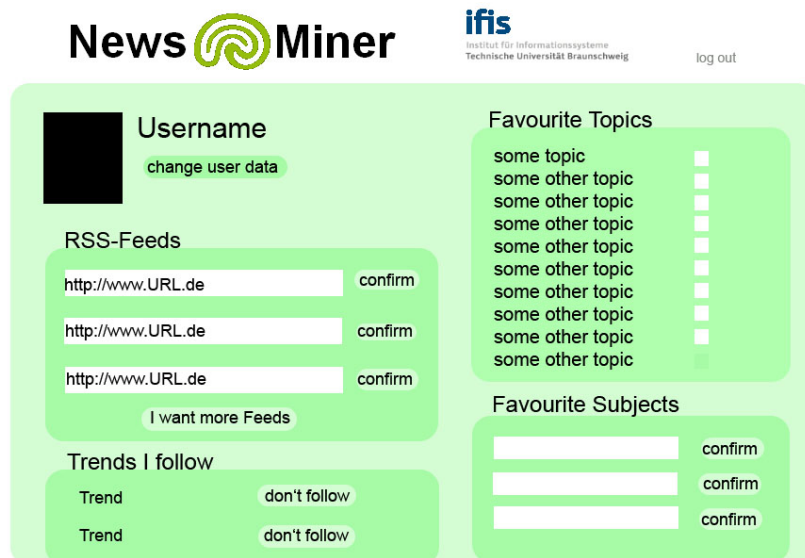 News Miner
ifis
Institut für Informationssysteme
Technische Universität Braunschweig
log out
Username
change user data
RSS-Feeds
http://www.URL.de confirm
http://www.URL.de confirm
http://www.URL.de confirm
I want more Feeds
Trends I follow
Trend don't follow
Trend don't follow
Favourite Topics
some topic
some other topic
some other topic
some other topic
some other topic
some other topic
some other topic
some other topic
some other topic
some other topic
Favourite Subjects
confirm
confirm
confirm